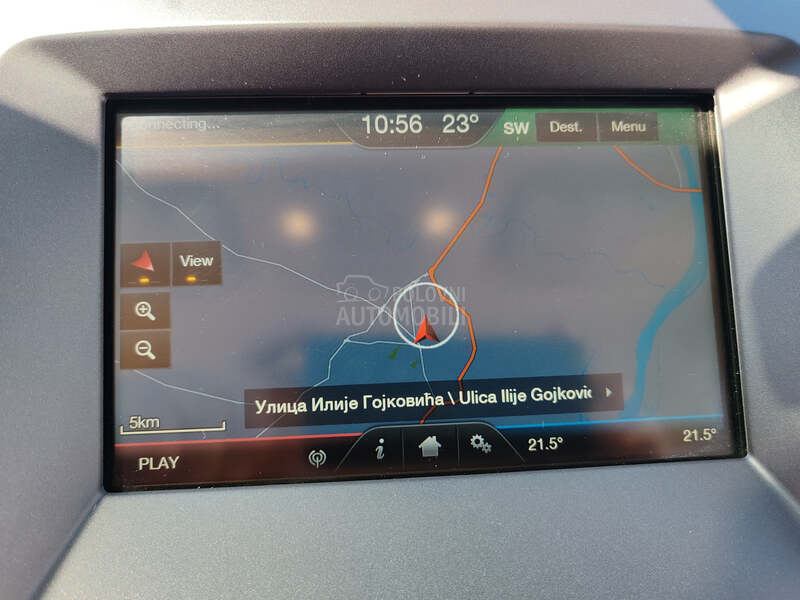 Connecting...
10:56 23° SW Dest. Menu
View
POLOVNI
AUTOMOBILI
Улица Илије Гојковића \ Ulica Ilije Gojković
5km
PLAY 21.5° 21.5°